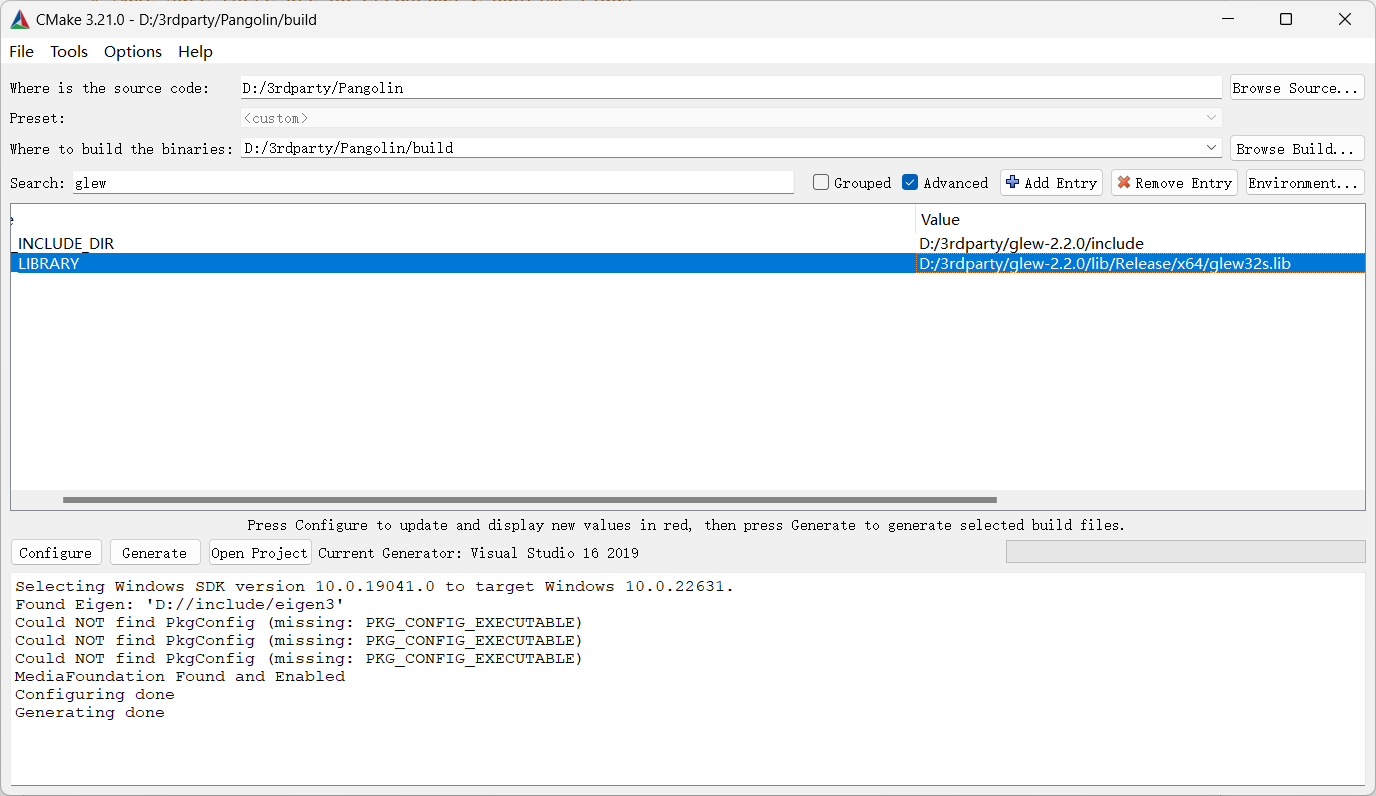 CMake 3.21.0 - D:/3rdparty/Pangolin/build
File Tools Options Help
Where is the source code: D:/3rdparty/Pangolin Browse Source...
Preset: <custom>
Where to build the binaries: D:/3rdparty/Pangolin/build Browse Build...
Search: glew Grouped Advanced Add Entry Remove Entry Environment...
Value
_INCLUDE_DIR D:/3rdparty/glew-2.2.0/include
LIBRARY D:/3rdparty/glew-2.2.0/lib/Release/x64/glew32s.lib
Press Configure to update and display new values in red, then press Generate to generate selected build files.
Configure Generate Open Project Current Generator: Visual Studio 16 2019
Selecting Windows SDK version 10.0.19041.0 to target Windows 10.0.22631.
Found Eigen: 'D://include/eigen3'
Could NOT find PkgConfig (missing: PKG_CONFIG_EXECUTABLE)
Could NOT find PkgConfig (missing: PKG_CONFIG_EXECUTABLE)
Could NOT find PkgConfig (missing: PKG_CONFIG_EXECUTABLE)
MediaFoundation Found and Enabled
Configuring done
Generating done